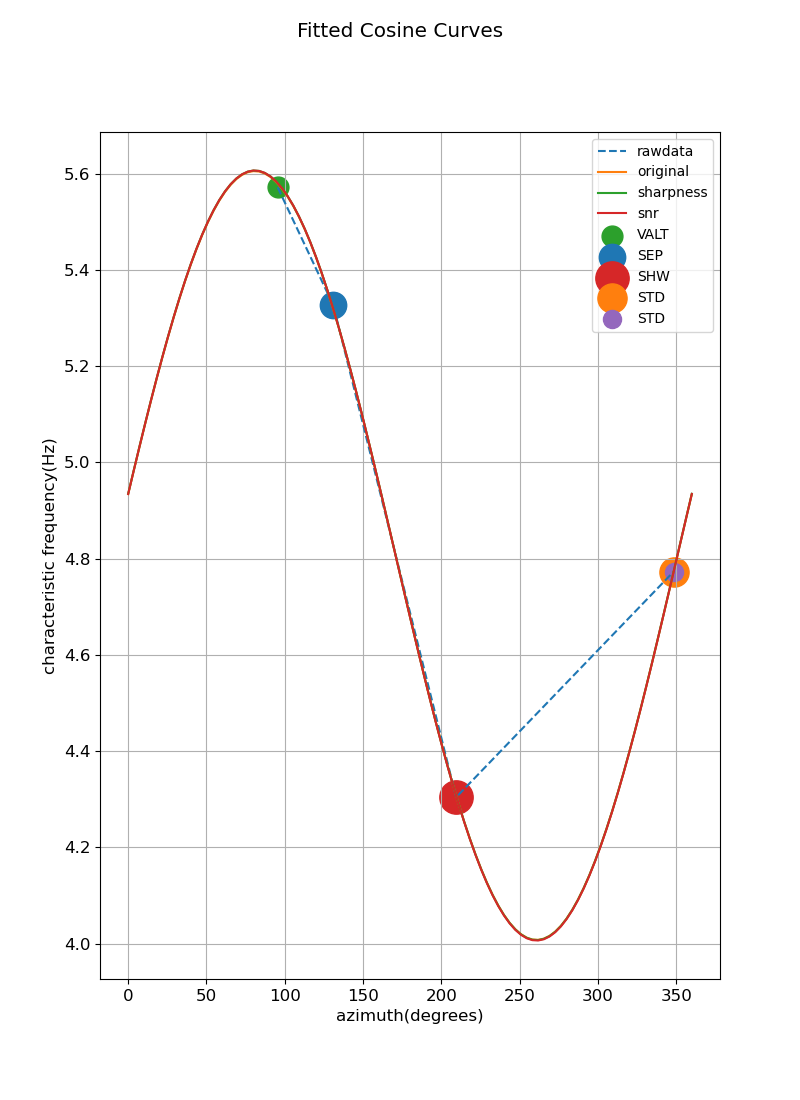 Fitted Cosine Curves
rawdata
original
sharpness
snr
VALT
SEP
SHW
STD
STD
5.6
5.4
5.2
5.0
4.8
4.6
4.4
4.2
4.0
characteristic frequency(Hz)
0 50 100 150 200 250 300 350
azimuth(degrees)